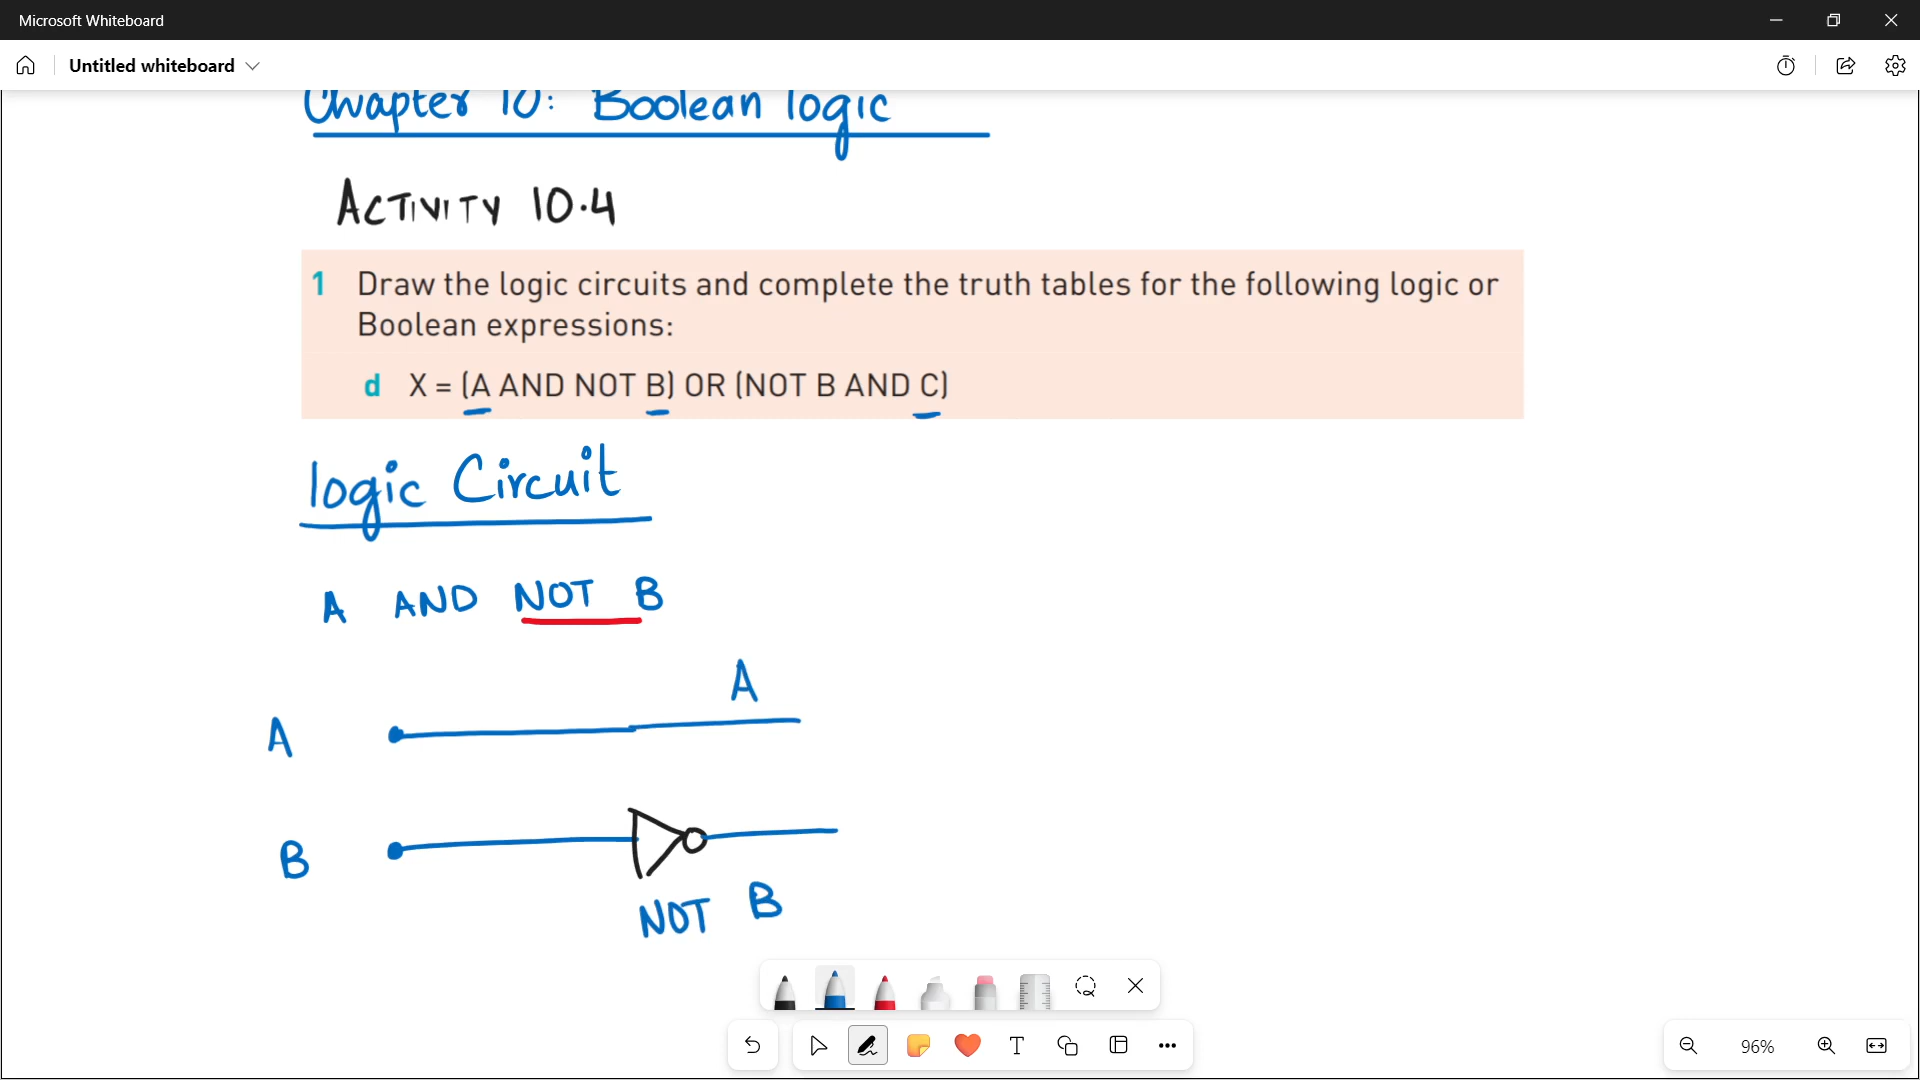 Microsoft Whiteboard
Untitled whiteboard
Chapter 10: Boolean logic
ACTIVITY 10.4
1 Draw the logic circuits and complete the truth tables for the following logic or
Boolean expressions:
d X = (A AND NOT B) OR (NOT B AND C)
logic Circuit
A AND NOT B
A
A
B
NOT B
T
96%